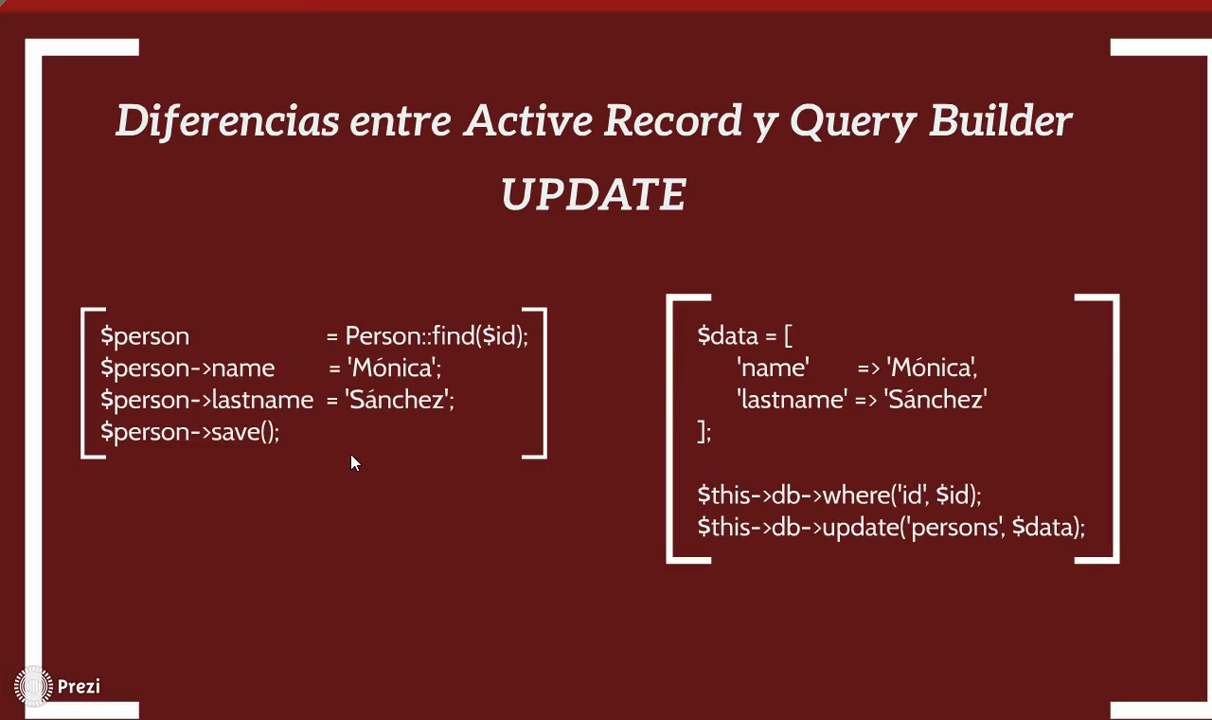 Diferencias entre Active Record y Query Builder
UPDATE
$person = Person::find($id);
$person->name = 'Mónica';
$person->lastname = 'Sánchez';
$person->save();
$data = [
'name' => 'Mónica',
'lastname' => 'Sánchez'
];
$this->db->where('id', $id);
$this->db->update('persons', $data);
Prezi